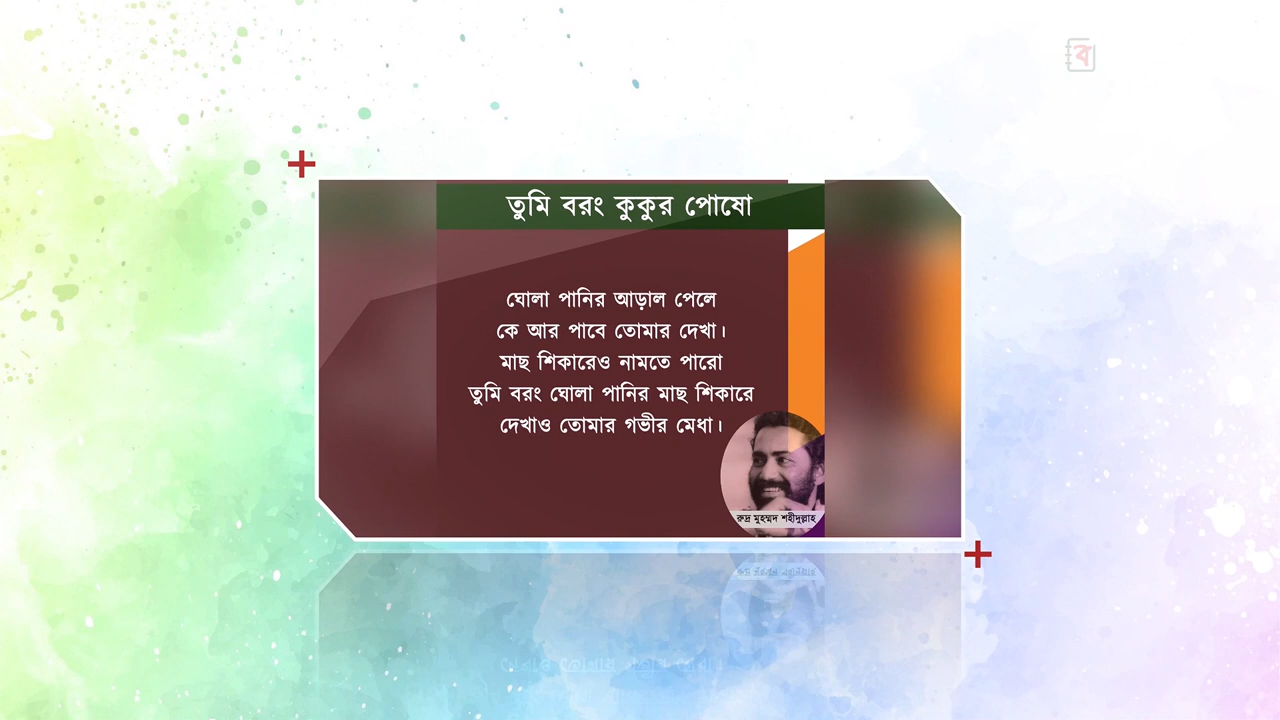 ব
তুমি বরং কুকুর পোষো
ঘোলা পানির আড়াল পেলে
কে আর পাবে তোমার দেখা।
মাছ শিকারেও নামতে পারো
তুমি বরং ঘোলা পানির মাছ শিকারে
দেখাও তোমার গভীর মেধা।
রুদ্র মুহম্মদ শহীদুল্লাহ